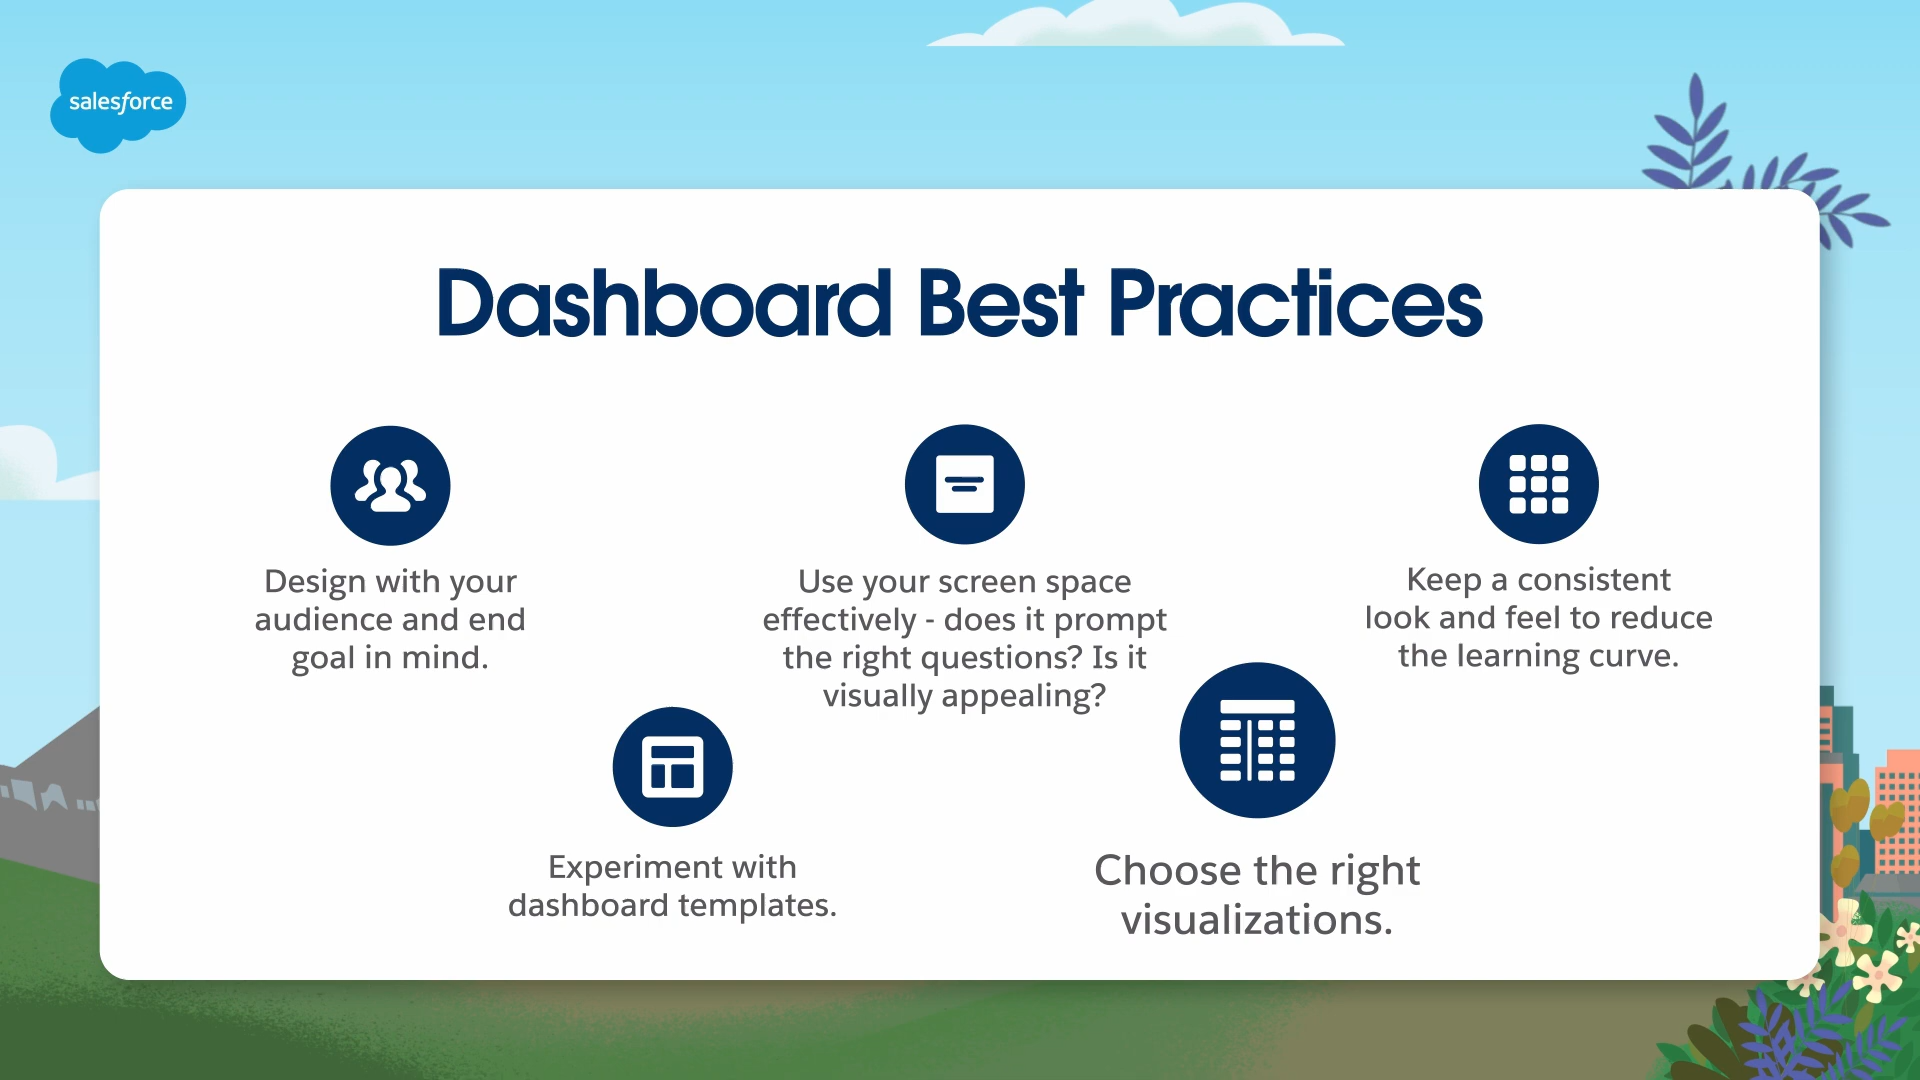 salesforce
Dashboard Best Practices
Design with your
audience and end
goal in mind.
Use your screen space
effectively - does it prompt
the right questions? Is it
visually appealing?
Keep a consistent
look and feel to reduce
the learning curve.
Experiment with
dashboard templates.
Choose the right
visualizations.